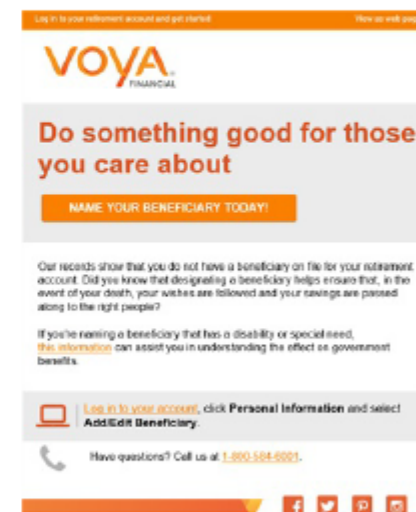 Log in to your retirement account and get started
View as web page
VOYA
FINANCIAL
Do something good for those
you care about
NAME YOUR BENEFICIARY TODAY!
Our records show that you do not have a beneficiary on file for your retirement
account. Did you know that designating a beneficiary helps ensure that, in the
event of your death, your wishes are followed and your savings are passed
along to the right people?
If you're naming a beneficiary that has a disability or special need,
this information can assist you in understanding the effect on government
benefits.
Log in to your account, click Personal Information and select
Add/Edit Beneficiary.
Have questions? Call us at 1-800-584-6001.